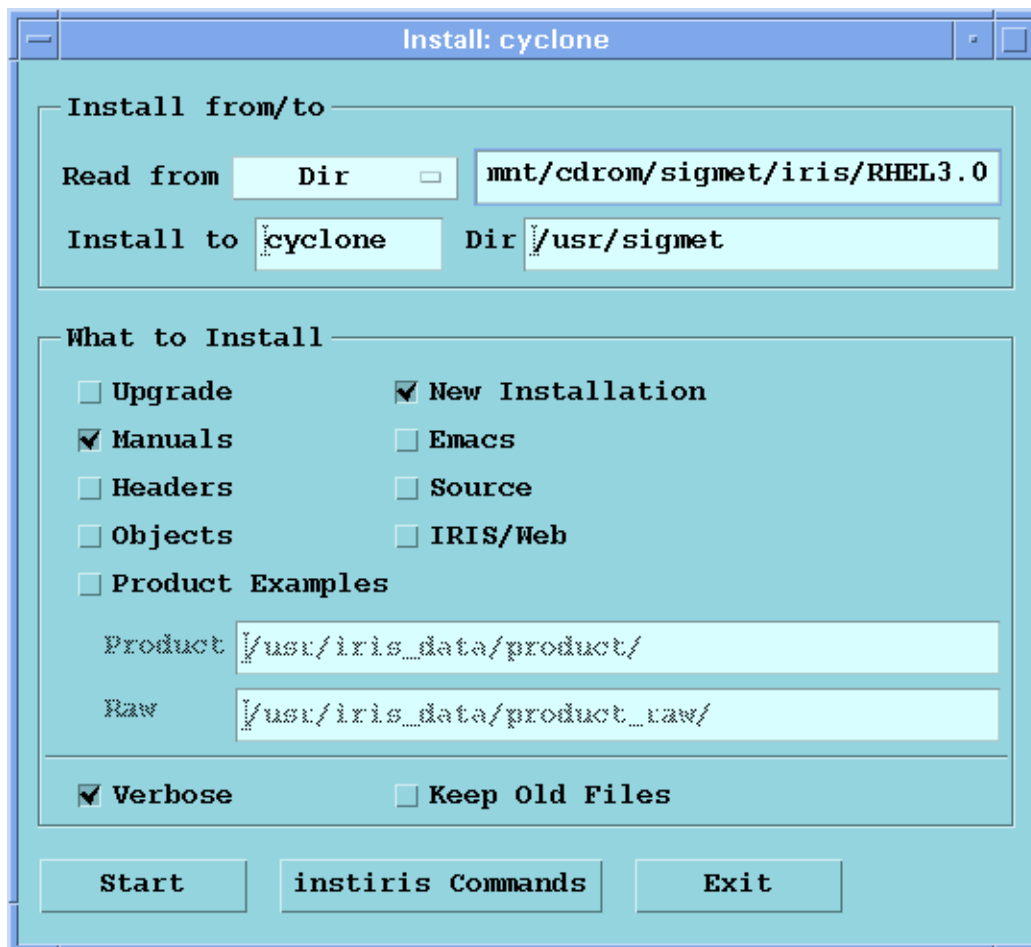 Install: cyclone
Install from/to
Read from Dir mnt/cdrom/sigmet/iris/RHEL3.0
Install to cyclone Dir /usr/sigmet
What to Install
Upgrade New Installation
Manuals Emacs
Headers Source
Objects IRIS/Web
Product Examples
Product /usr/iris_data/product/
Raw /usr/iris_data/product_raw/
Verbose Keep Old Files
Start instiris Commands Exit